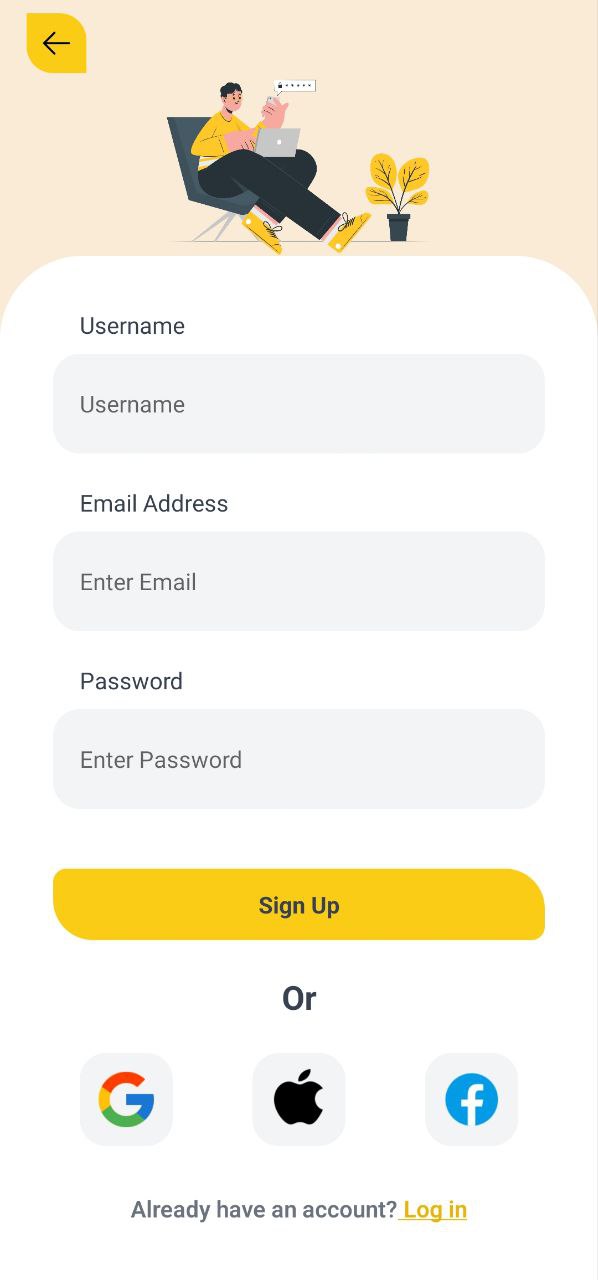 Username
Username
Email Address
Enter Email
Password
Enter Password
Sign Up
Or
Already have an account? Log in